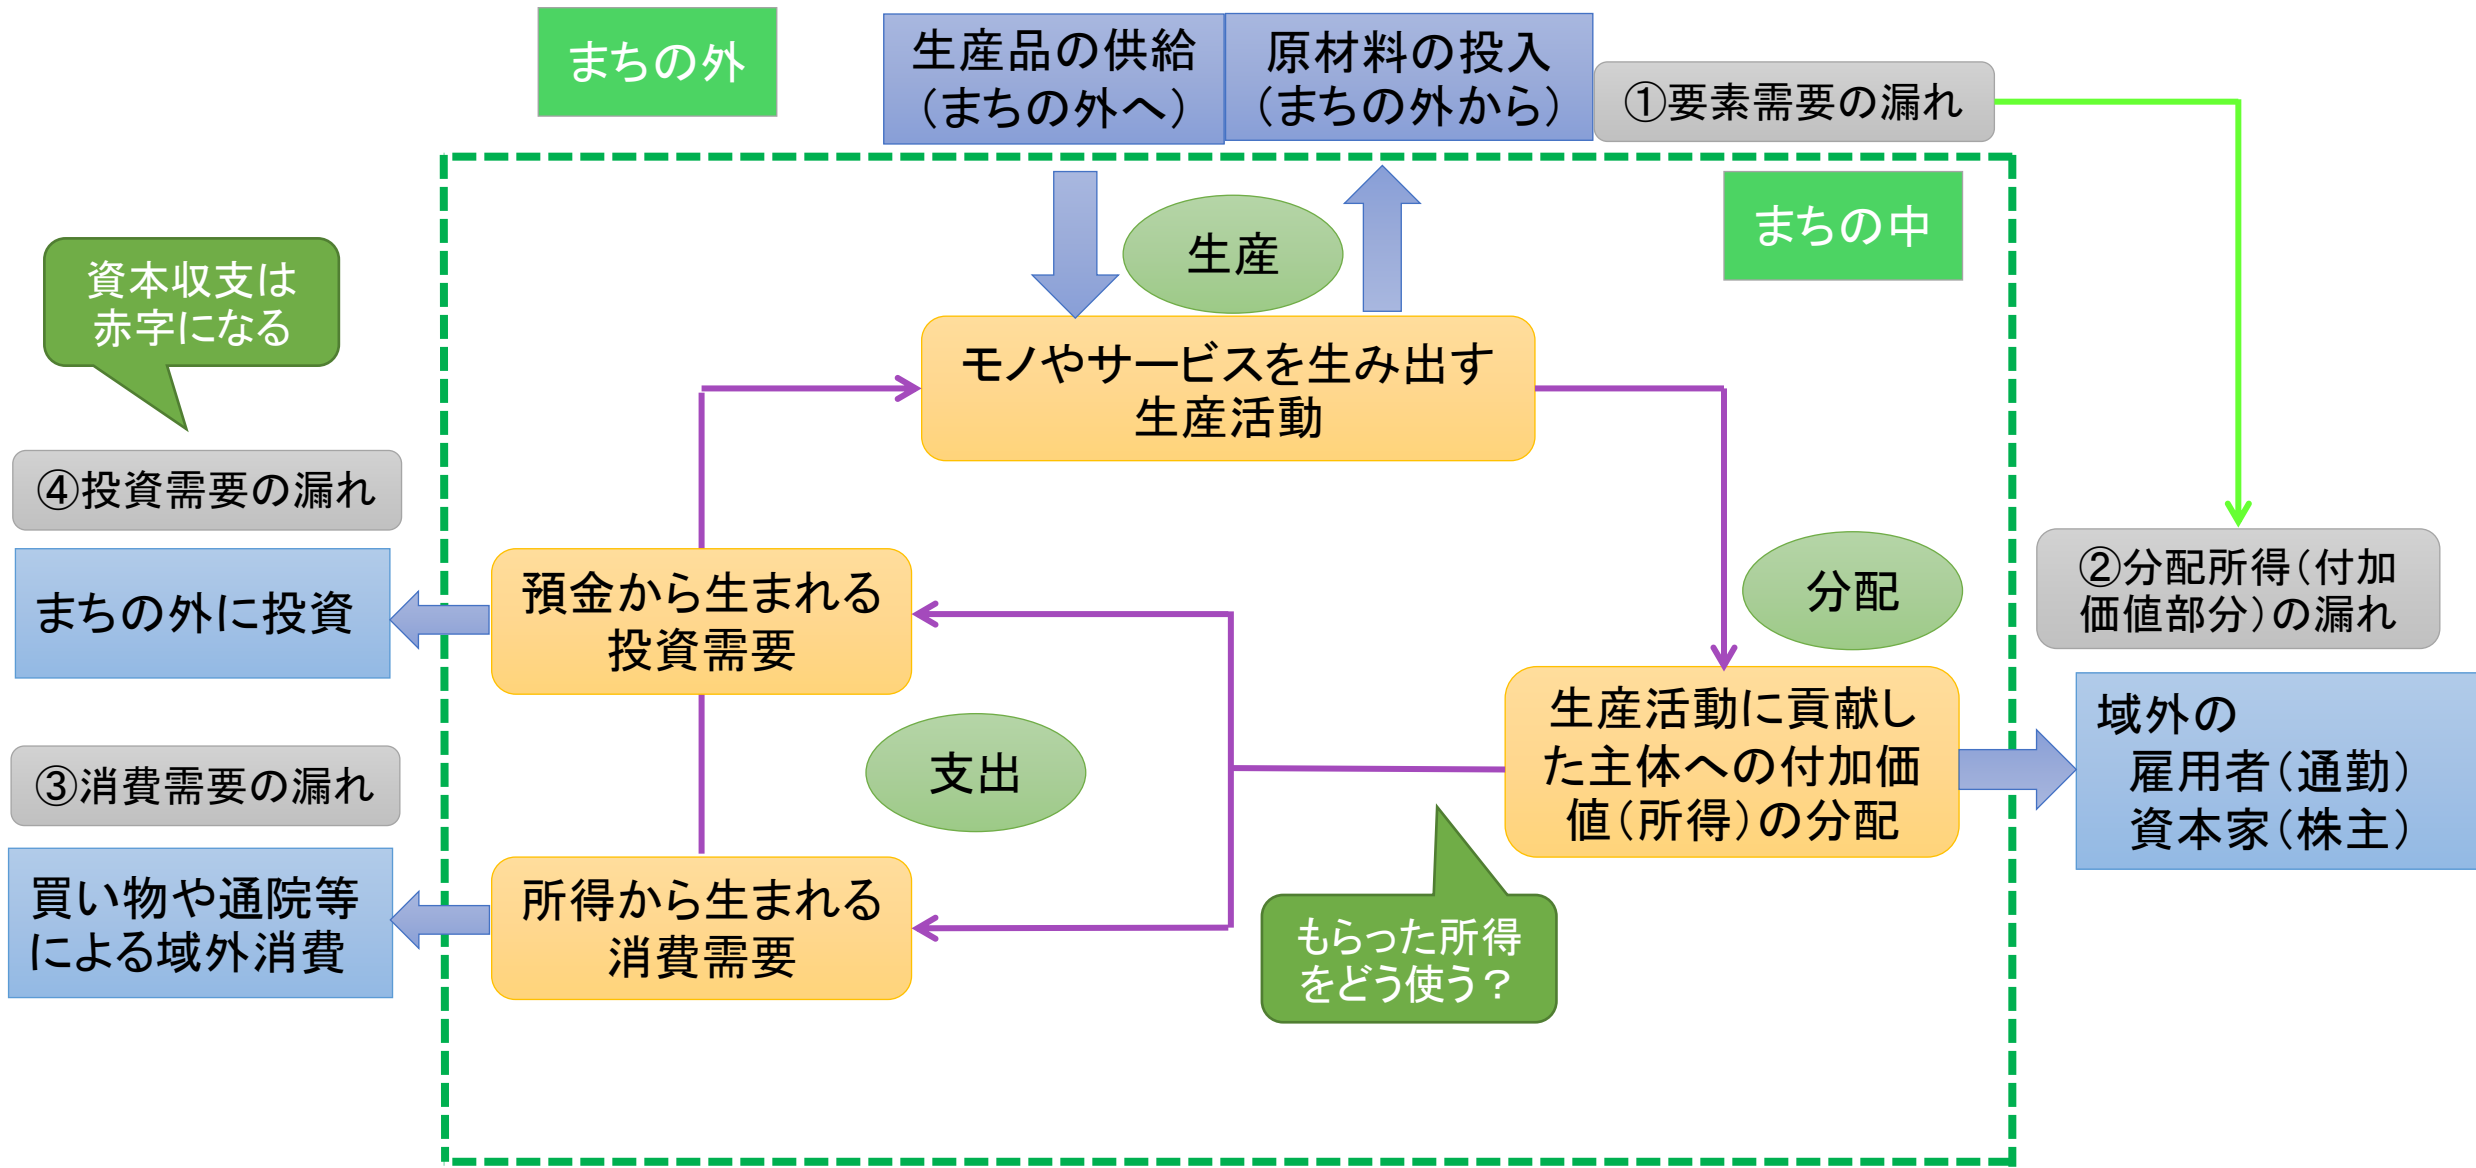 まちの外
生産品の供給
(まちの外へ)
原材料の投入
(まちの外から)
①要素需要の漏れ
まちの中
生産
資本収支は
赤字になる
モノやサービスを生み出す
生産活動
④投資需要の漏れ
まちの外に投資
預金から生まれる
投資需要
分配
②分配所得(付加
価値部分)の漏れ
生産活動に貢献し
た主体への付加価
値(所得)の分配
域外の
雇用者(通勤)
資本家(株主)
支出
③消費需要の漏れ
買い物や通院等
による域外消費
所得から生まれる
消費需要
もらった所得
をどう使う?